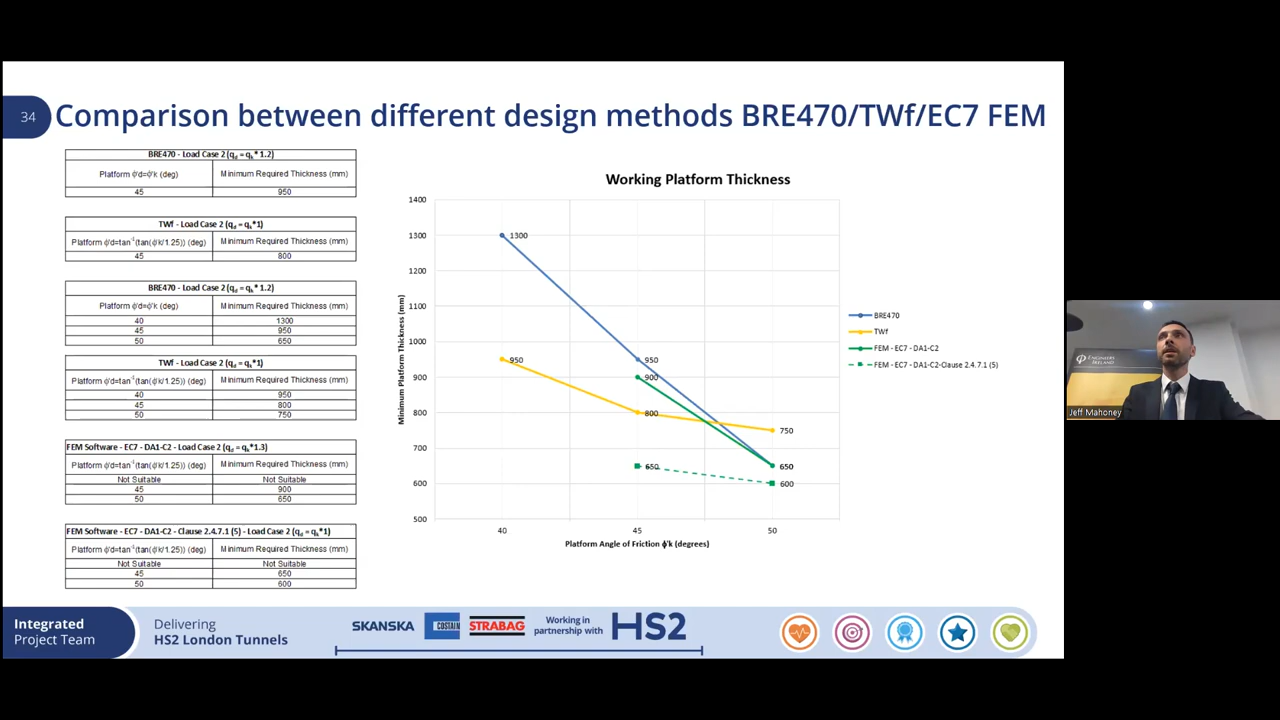 34
Comparison between different design methods BRE470/TWf/EC7 FEM
BRE470 - Load Case 2 (qd = qk* 1.2)
Platform ϕ'd=ϕ'k (deg) Minimum Required Thickness (mm)
45 950
TWf - Load Case 2 (qd = qk*1)
Platform ϕ'd=tan-1(tan(ϕ'k/1.25)) (deg) Minimum Required Thickness (mm)
45 800
BRE470 - Load Case 2 (qd = qk* 1.2)
Platform ϕ'd=ϕ'k (deg) Minimum Required Thickness (mm)
40 1300
45 950
50 650
TWf - Load Case 2 (qd = qk*1)
Platform ϕ'd=tan-1(tan(ϕ'k/1.25)) (deg) Minimum Required Thickness (mm)
40 950
45 800
50 750
FEM Software - EC7 - DA1-C2 - Load Case 2 (qd = qk*1.3)
Platform ϕ'd=tan-1(tan(ϕ'k/1.25)) (deg) Minimum Required Thickness (mm)
Not Suitable Not Suitable
45 900
50 650
FEM Software - EC7 - DA1-C2 - Clause 2.4.7.1 (5) - Load Case 2 (qd = qk*1)
Platform ϕ'd=tan-1(tan(ϕ'k/1.25)) (deg) Minimum Required Thickness (mm)
Not Suitable Not Suitable
45 650
50 600
Working Platform Thickness
Minimum Platform Thickness (mm)
1400
1300
1200
1100
1000
900
800
700
600
500
1300
950
950
900
800
750
650
650
600
40 45 50
Platform Angle of Friction ϕ'k (degrees)
BRE470
TWf
FEM - EC7 - DA1-C2
FEM - EC7 - DA1-C2-Clause 2.4.7.1 (5)
Integrated
Project Team
Delivering
HS2 London Tunnels
SKANSKA
COSTAIN
STRABAG
Working in
partnership with
HS2
ENGINEERS
IRELAND
Jeff Mahoney